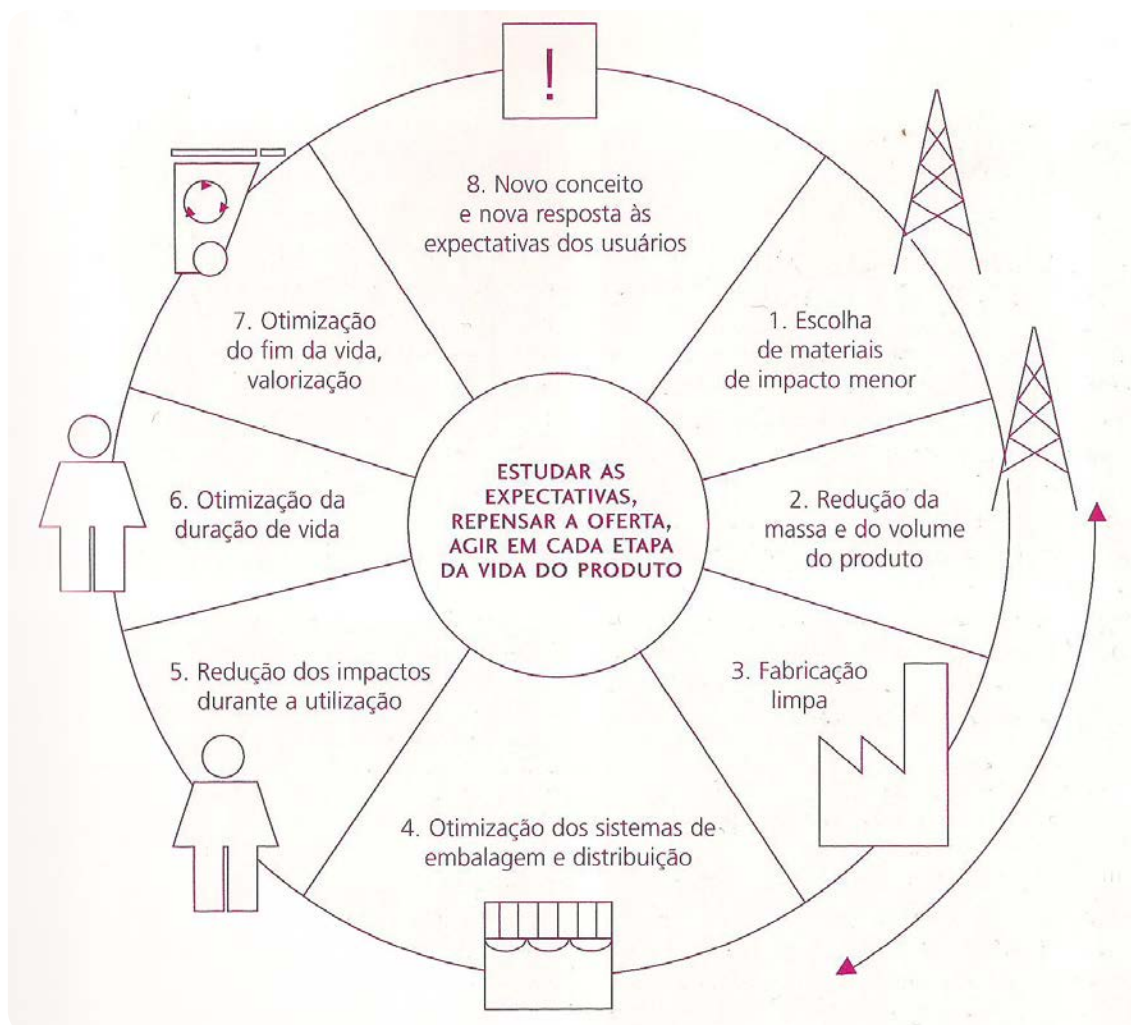 !
8. Novo conceito
e nova resposta às
expectativas dos usuários
1. Escolha
de materiais
de impacto menor
2. Redução da
massa e do volume
do produto
3. Fabricação
limpa
4. Otimização dos sistemas de
embalagem e distribuição
5. Redução dos impactos
durante a utilização
6. Otimização da
duração de vida
7. Otimização
do fim da vida,
valorização
ESTUDAR AS
EXPECTATIVAS,
REPENSAR A OFERTA,
AGIR EM CADA ETAPA
DA VIDA DO PRODUTO